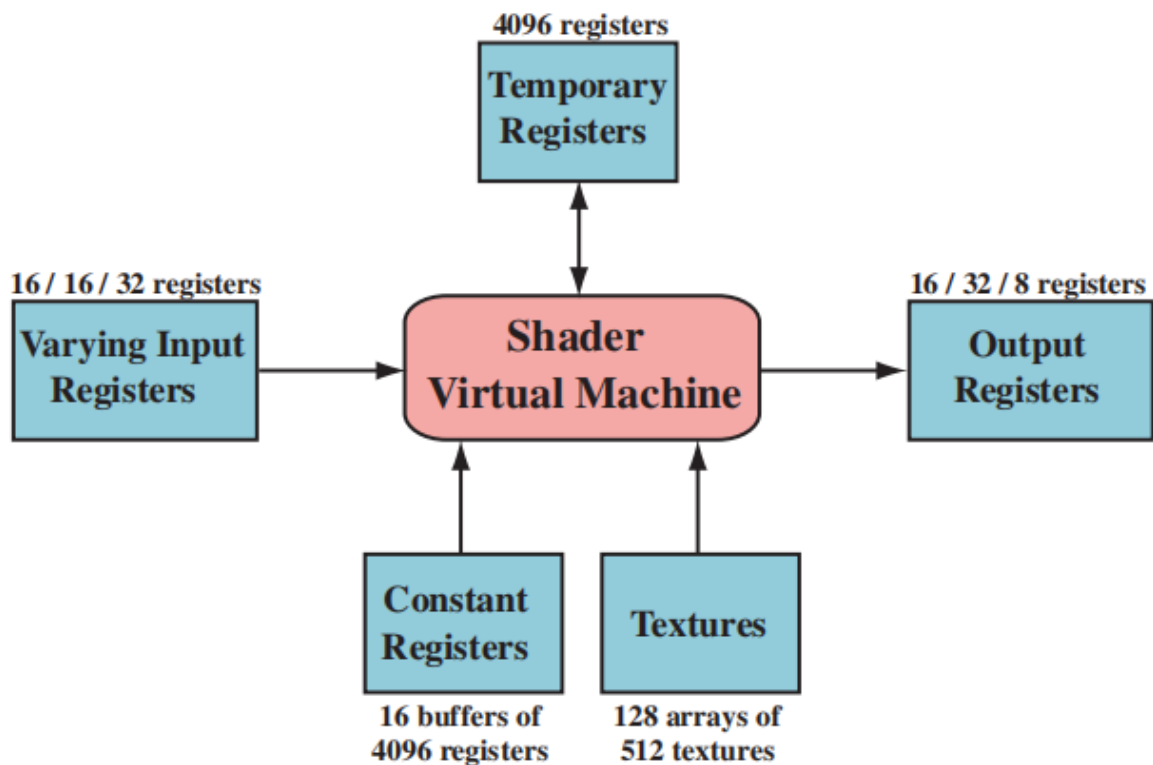 4096 registers
Temporary
Registers
16 / 16 / 32 registers
Varying Input
Registers
Shader
Virtual Machine
16 / 32 / 8 registers
Output
Registers
Constant
Registers
16 buffers of
4096 registers
Textures
128 arrays of
512 textures